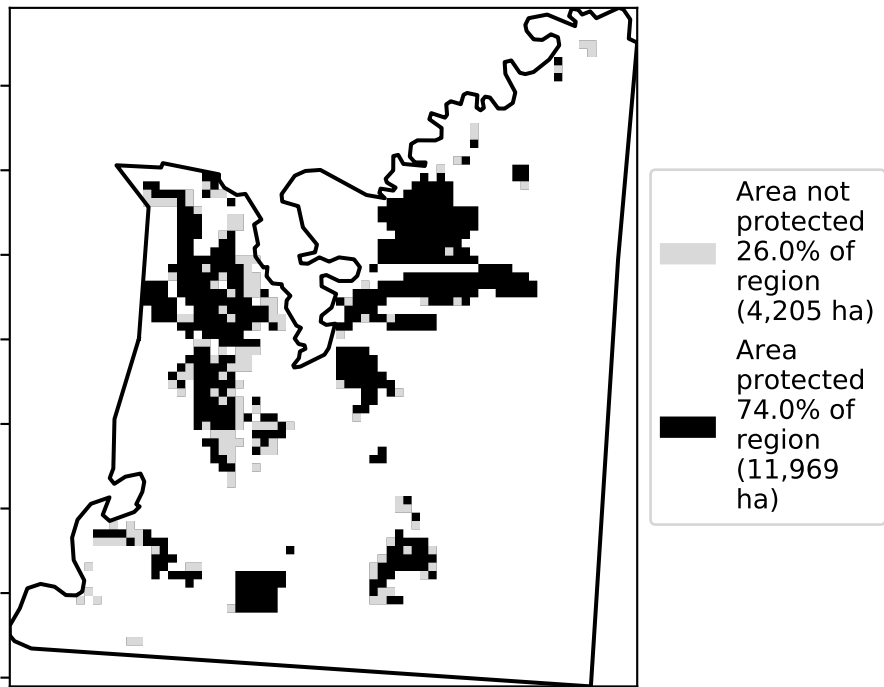 Area not
protected
26.0% of
region
(4,205 ha)
Area
protected
74.0% of
region
(11,969
ha)